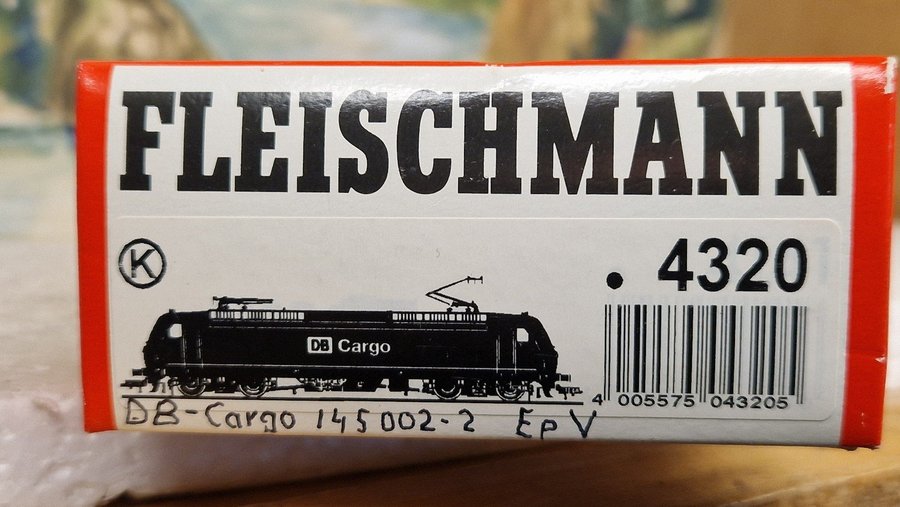 FLEISCHMANN
K
• 4320
DB Cargo
4 005575 043205
DB-Cargo 145 002-2 Ep V